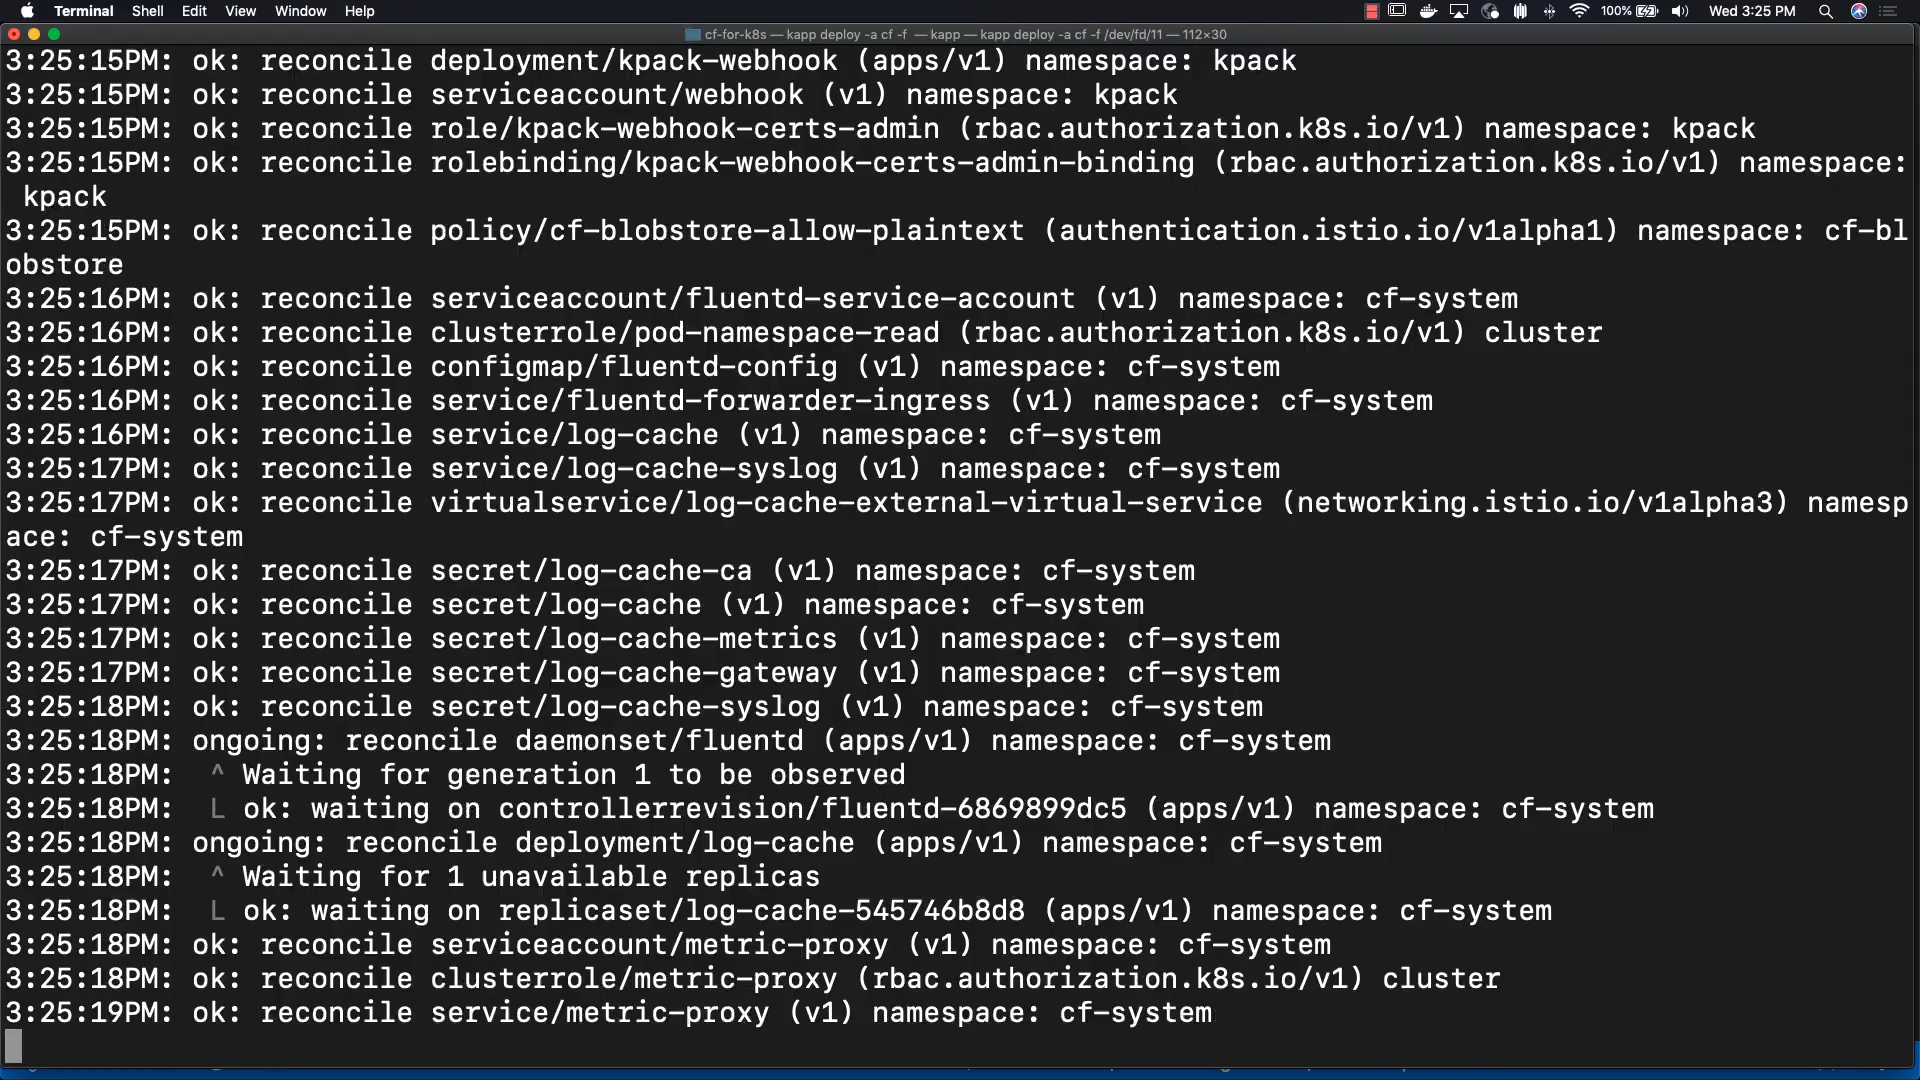 Terminal Shell Edit View Window Help 100% Wed 3:25 PM
cf-for-k8s — kapp deploy -a cf -f — kapp — kapp deploy -a cf -f /dev/fd/11 — 112×30
3:25:15PM: ok: reconcile deployment/kpack-webhook (apps/v1) namespace: kpack
3:25:15PM: ok: reconcile serviceaccount/webhook (v1) namespace: kpack
3:25:15PM: ok: reconcile role/kpack-webhook-certs-admin (rbac.authorization.k8s.io/v1) namespace: kpack
3:25:15PM: ok: reconcile rolebinding/kpack-webhook-certs-admin-binding (rbac.authorization.k8s.io/v1) namespace:
kpack
3:25:15PM: ok: reconcile policy/cf-blobstore-allow-plaintext (authentication.istio.io/v1alpha1) namespace: cf-bl
obstore
3:25:16PM: ok: reconcile serviceaccount/fluentd-service-account (v1) namespace: cf-system
3:25:16PM: ok: reconcile clusterrole/pod-namespace-read (rbac.authorization.k8s.io/v1) cluster
3:25:16PM: ok: reconcile configmap/fluentd-config (v1) namespace: cf-system
3:25:16PM: ok: reconcile service/fluentd-forwarder-ingress (v1) namespace: cf-system
3:25:16PM: ok: reconcile service/log-cache (v1) namespace: cf-system
3:25:17PM: ok: reconcile service/log-cache-syslog (v1) namespace: cf-system
3:25:17PM: ok: reconcile virtualservice/log-cache-external-virtual-service (networking.istio.io/v1alpha3) namesp
ace: cf-system
3:25:17PM: ok: reconcile secret/log-cache-ca (v1) namespace: cf-system
3:25:17PM: ok: reconcile secret/log-cache (v1) namespace: cf-system
3:25:17PM: ok: reconcile secret/log-cache-metrics (v1) namespace: cf-system
3:25:17PM: ok: reconcile secret/log-cache-gateway (v1) namespace: cf-system
3:25:18PM: ok: reconcile secret/log-cache-syslog (v1) namespace: cf-system
3:25:18PM: ongoing: reconcile daemonset/fluentd (apps/v1) namespace: cf-system
3:25:18PM:  ^ Waiting for generation 1 to be observed
3:25:18PM:  L ok: waiting on controllerrevision/fluentd-6869899dc5 (apps/v1) namespace: cf-system
3:25:18PM: ongoing: reconcile deployment/log-cache (apps/v1) namespace: cf-system
3:25:18PM:  ^ Waiting for 1 unavailable replicas
3:25:18PM:  L ok: waiting on replicaset/log-cache-545746b8d8 (apps/v1) namespace: cf-system
3:25:18PM: ok: reconcile serviceaccount/metric-proxy (v1) namespace: cf-system
3:25:18PM: ok: reconcile clusterrole/metric-proxy (rbac.authorization.k8s.io/v1) cluster
3:25:19PM: ok: reconcile service/metric-proxy (v1) namespace: cf-system